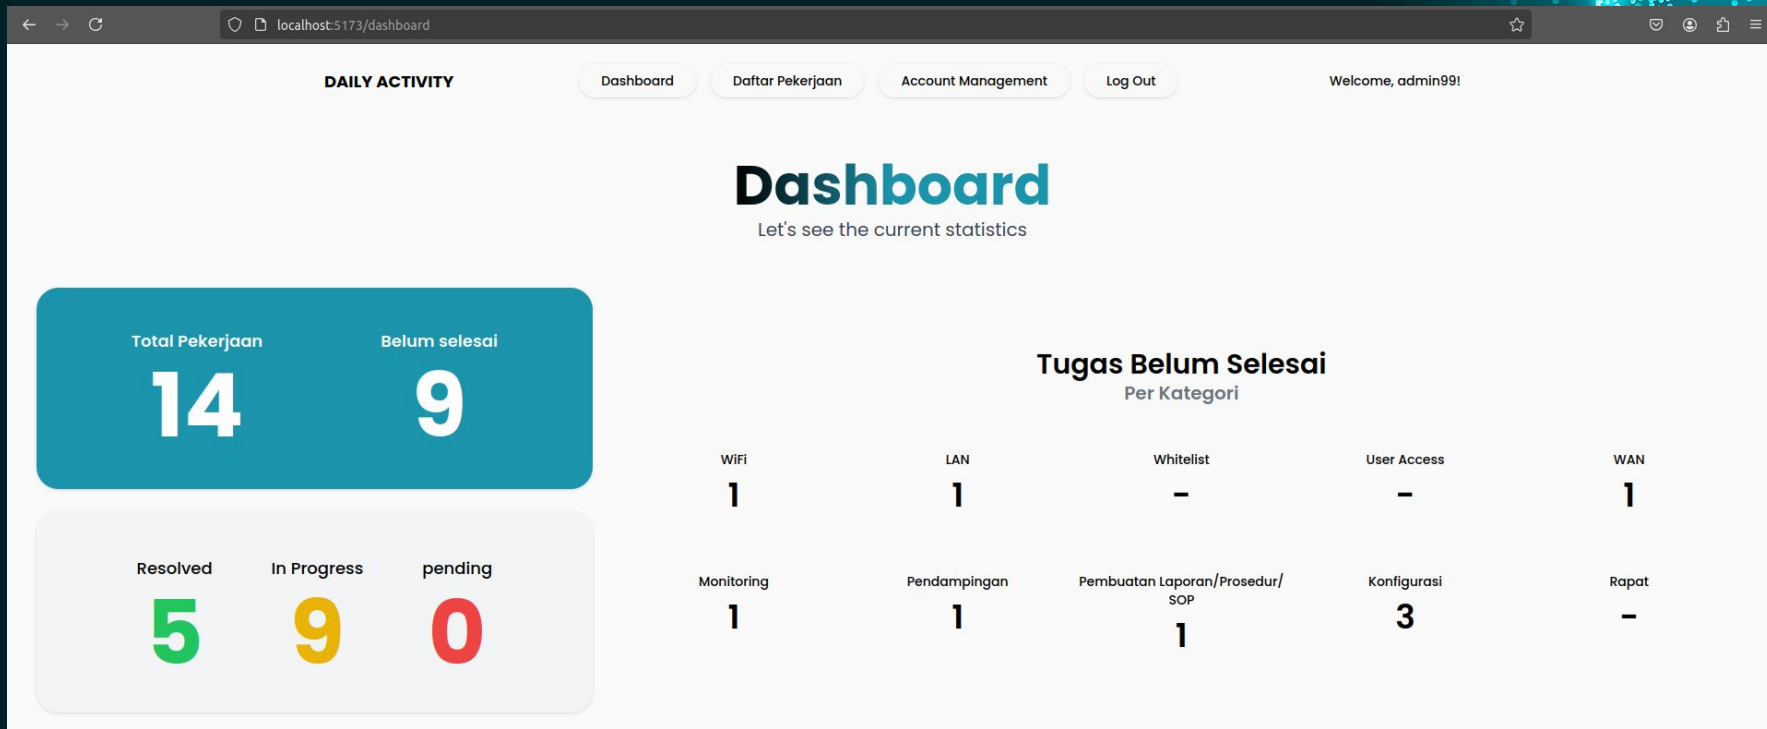 localhost:5173/dashboard
DAILY ACTIVITY
Dashboard
Daftar Pekerjaan
Account Management
Log Out
Welcome, admin99!
Dashboard
Let's see the current statistics
Total Pekerjaan
14
Belum selesai
9
Resolved
5
In Progress
9
pending
0
Tugas Belum Selesai
Per Kategori
WiFi
1
LAN
1
Whitelist
-
User Access
-
WAN
1
Monitoring
1
Pendampingan
1
Pembuatan Laporan/Prosedur/
SOP
1
Konfigurasi
3
Rapat
-